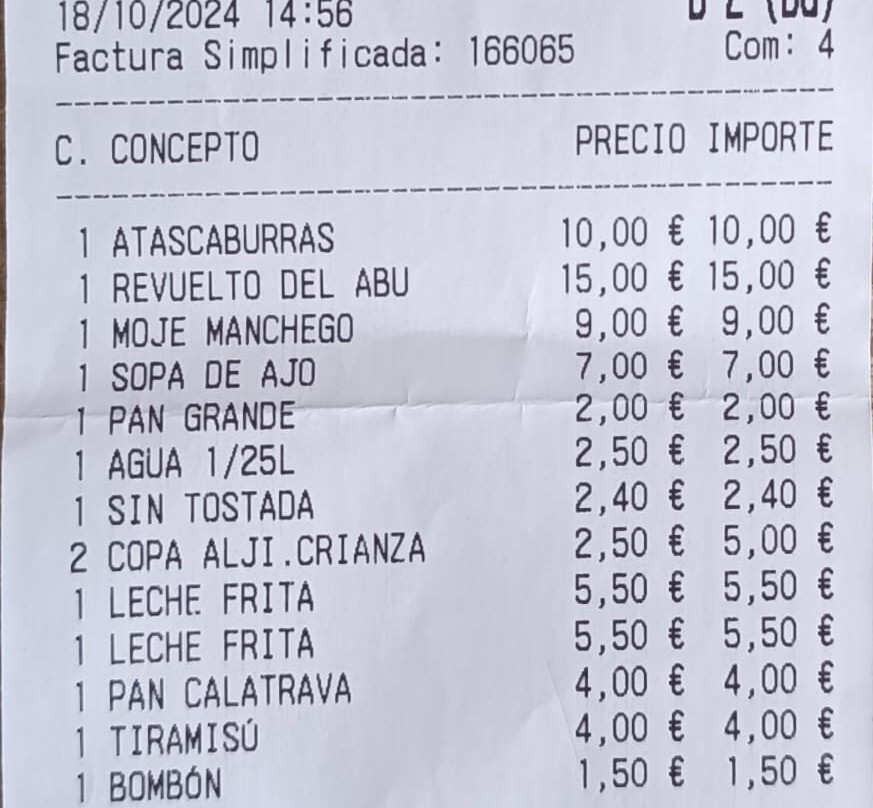 18/10/2024 14:56
Factura Simplificada: 166065 Com: 4
C. CONCEPTO PRECIO IMPORTE
1 ATASCABURRAS 10,00 € 10,00 €
1 REVUELTO DEL ABU 15,00 € 15,00 €
1 MOJE MANCHEGO 9,00 € 9,00 €
1 SOPA DE AJO 7,00 € 7,00 €
1 PAN GRANDE 2,00 € 2,00 €
1 AGUA 1/25L 2,50 € 2,50 €
1 SIN TOSTADA 2,40 € 2,40 €
2 COPA ALJI.CRIANZA 2,50 € 5,00 €
1 LECHE FRITA 5,50 € 5,50 €
1 LECHE FRITA 5,50 € 5,50 €
1 PAN CALATRAVA 4,00 € 4,00 €
1 TIRAMISÚ 4,00 € 4,00 €
1 BOMBÓN 1,50 € 1,50 €